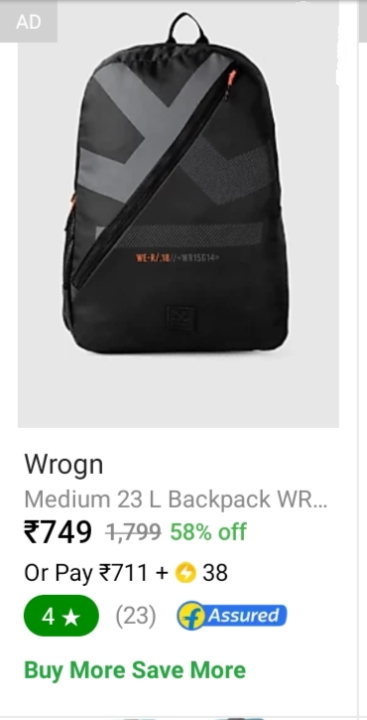 AD
WE-R/.18//<WR15G14>
Wrogn
Medium 23 L Backpack WR...
₹749 1,799 58% off
Or Pay ₹711 + 38
4 ★ (23) f Assured
Buy More Save More